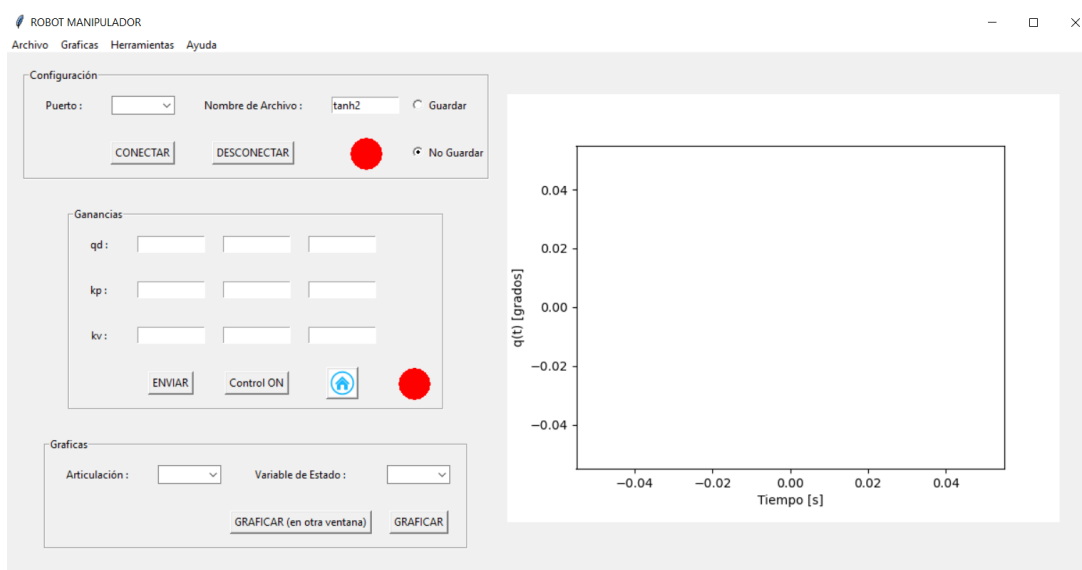 ROBOT MANIPULADOR
Archivo Graficas Herramientas Ayuda
Configuración
Puerto : Nombre de Archivo : tanh2 Guardar
CONECTAR DESCONECTAR No Guardar
Ganancias
qd :
kp :
kv :
ENVIAR Control ON
Graficas
Articulación : Variable de Estado :
GRAFICAR (en otra ventana) GRAFICAR
q(t) [grados]
0.04
0.02
0.00
−0.02
−0.04
−0.04 −0.02 0.00 0.02 0.04
Tiempo [s]